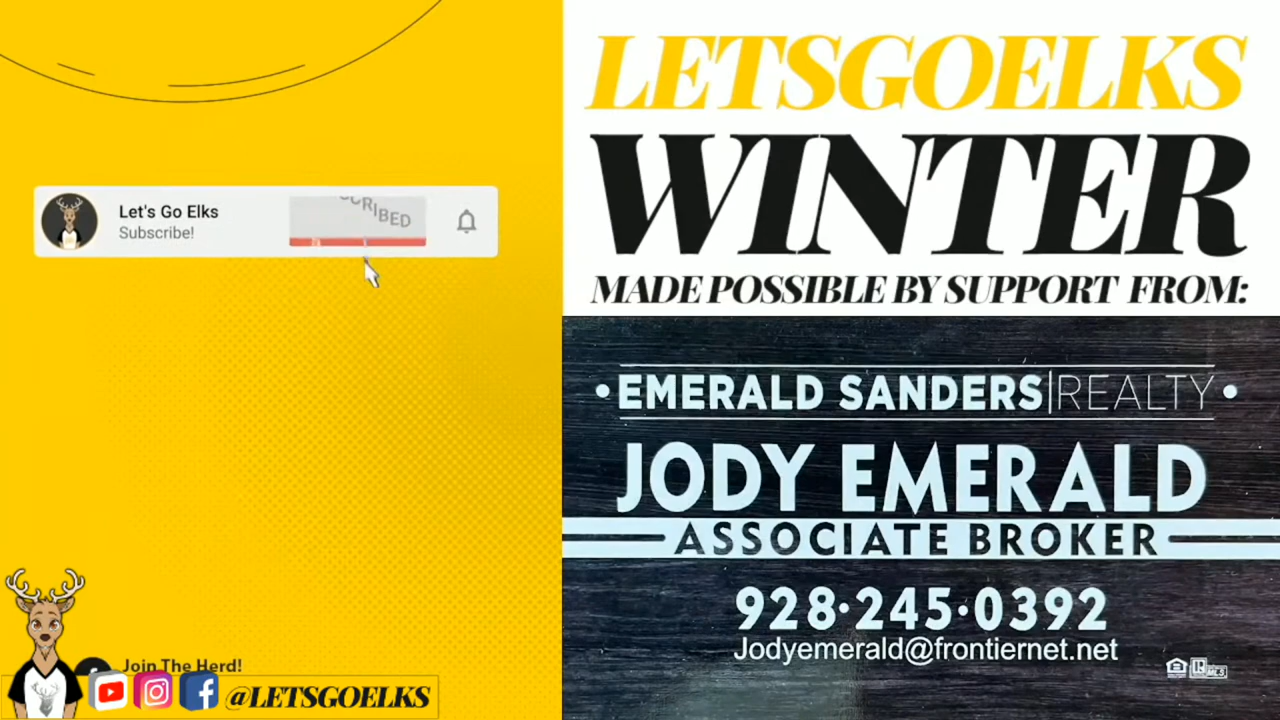 LETSGOELKS
WINTER
MADE POSSIBLE BY SUPPORT FROM:
Let's Go Elks
Subscribe!
CRIBED
• EMERALD SANDERS|REALTY •
JODY EMERALD
ASSOCIATE BROKER
928·245·0392
Jodyemerald@frontiernet.net
Join The Herd!
@LETSGOELKS